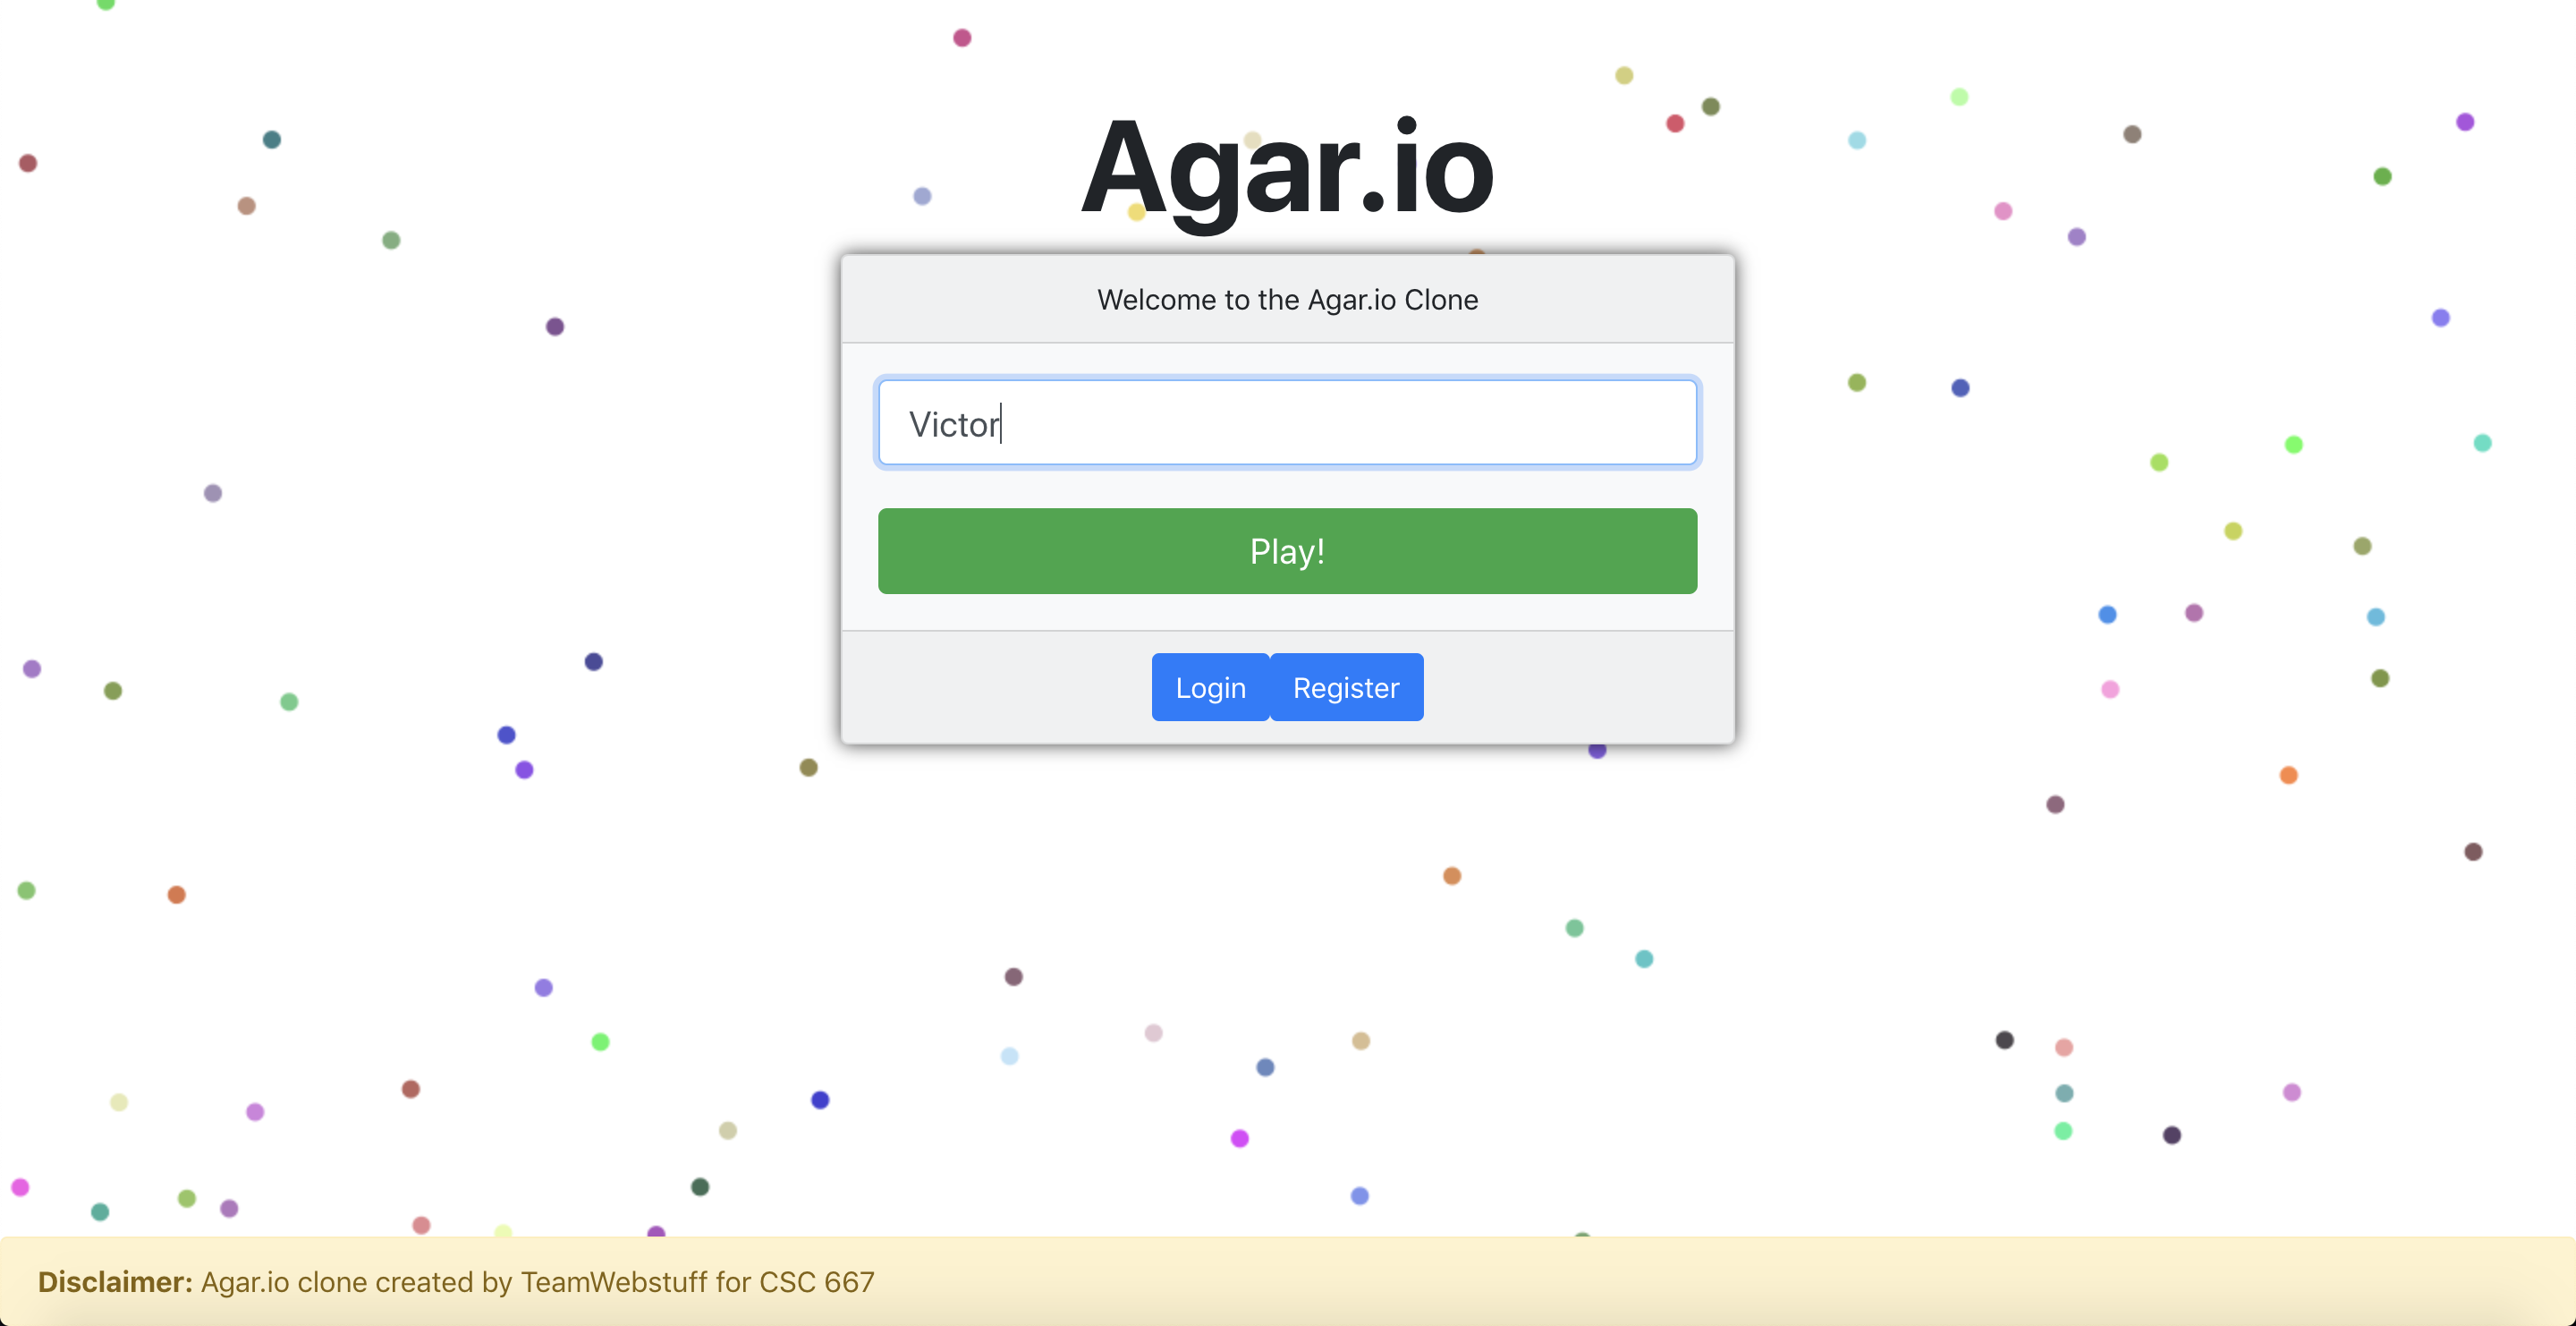 Agar.io
Welcome to the Agar.io Clone
Victor
Play!
Login Register
Disclaimer: Agar.io clone created by TeamWebstuff for CSC 667